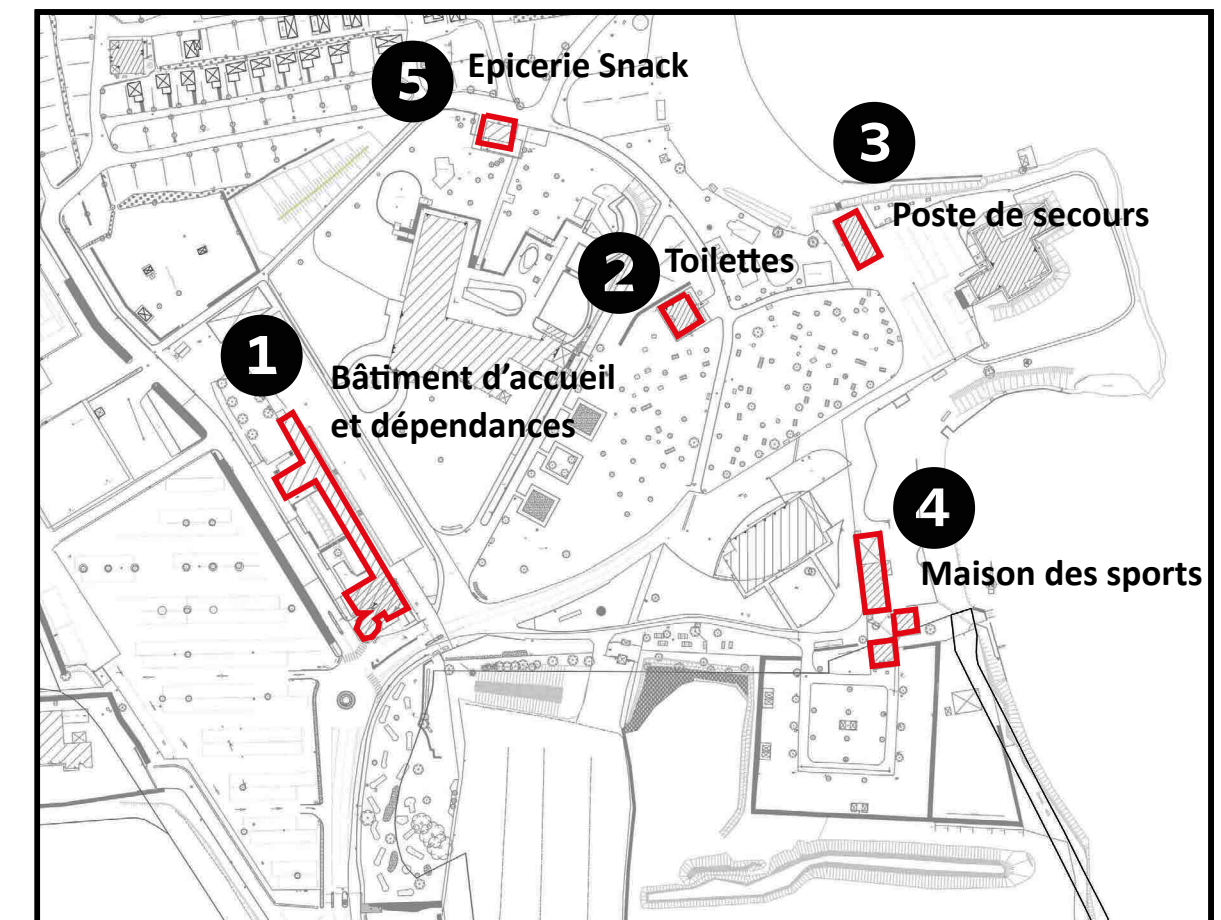 5
Epicerie Snack
3
Poste de secours
2
Toilettes
1
Bâtiment d'accueil
et dépendances
4
Maison des sports